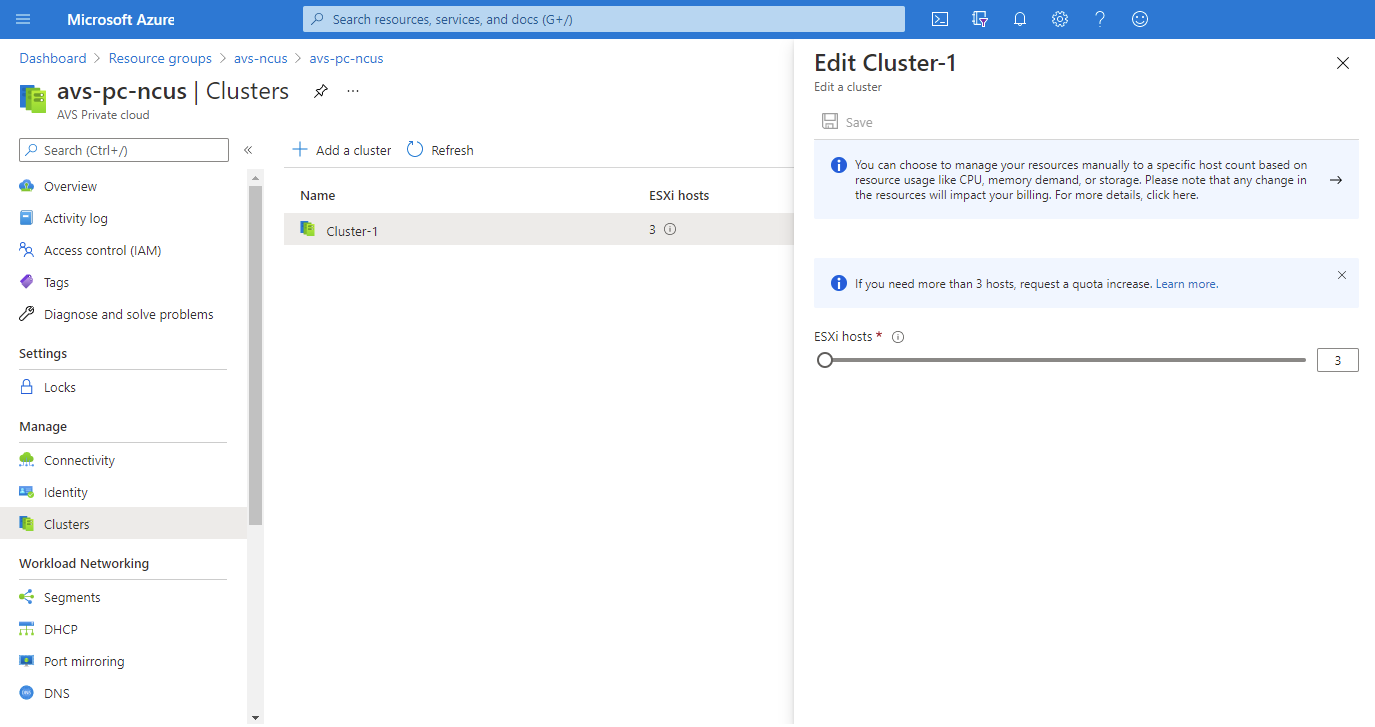 Microsoft Azure
Search resources, services, and docs (G+/)
Dashboard > Resource groups > avs-ncus > avs-pc-ncus
avs-pc-ncus | Clusters
AVS Private cloud
Search (Ctrl+/)
Overview
Activity log
Access control (IAM)
Tags
Diagnose and solve problems
Settings
Locks
Manage
Connectivity
Identity
Clusters
Workload Networking
Segments
DHCP
Port mirroring
DNS
Add a cluster
Refresh
Name
ESXi hosts
Cluster-1
3
Edit Cluster-1
Edit a cluster
Save
You can choose to manage your resources manually to a specific host count based on
resource usage like CPU, memory demand, or storage. Please note that any change in
the resources will impact your billing. For more details, click here.
If you need more than 3 hosts, request a quota increase. Learn more.
ESXi hosts *
3